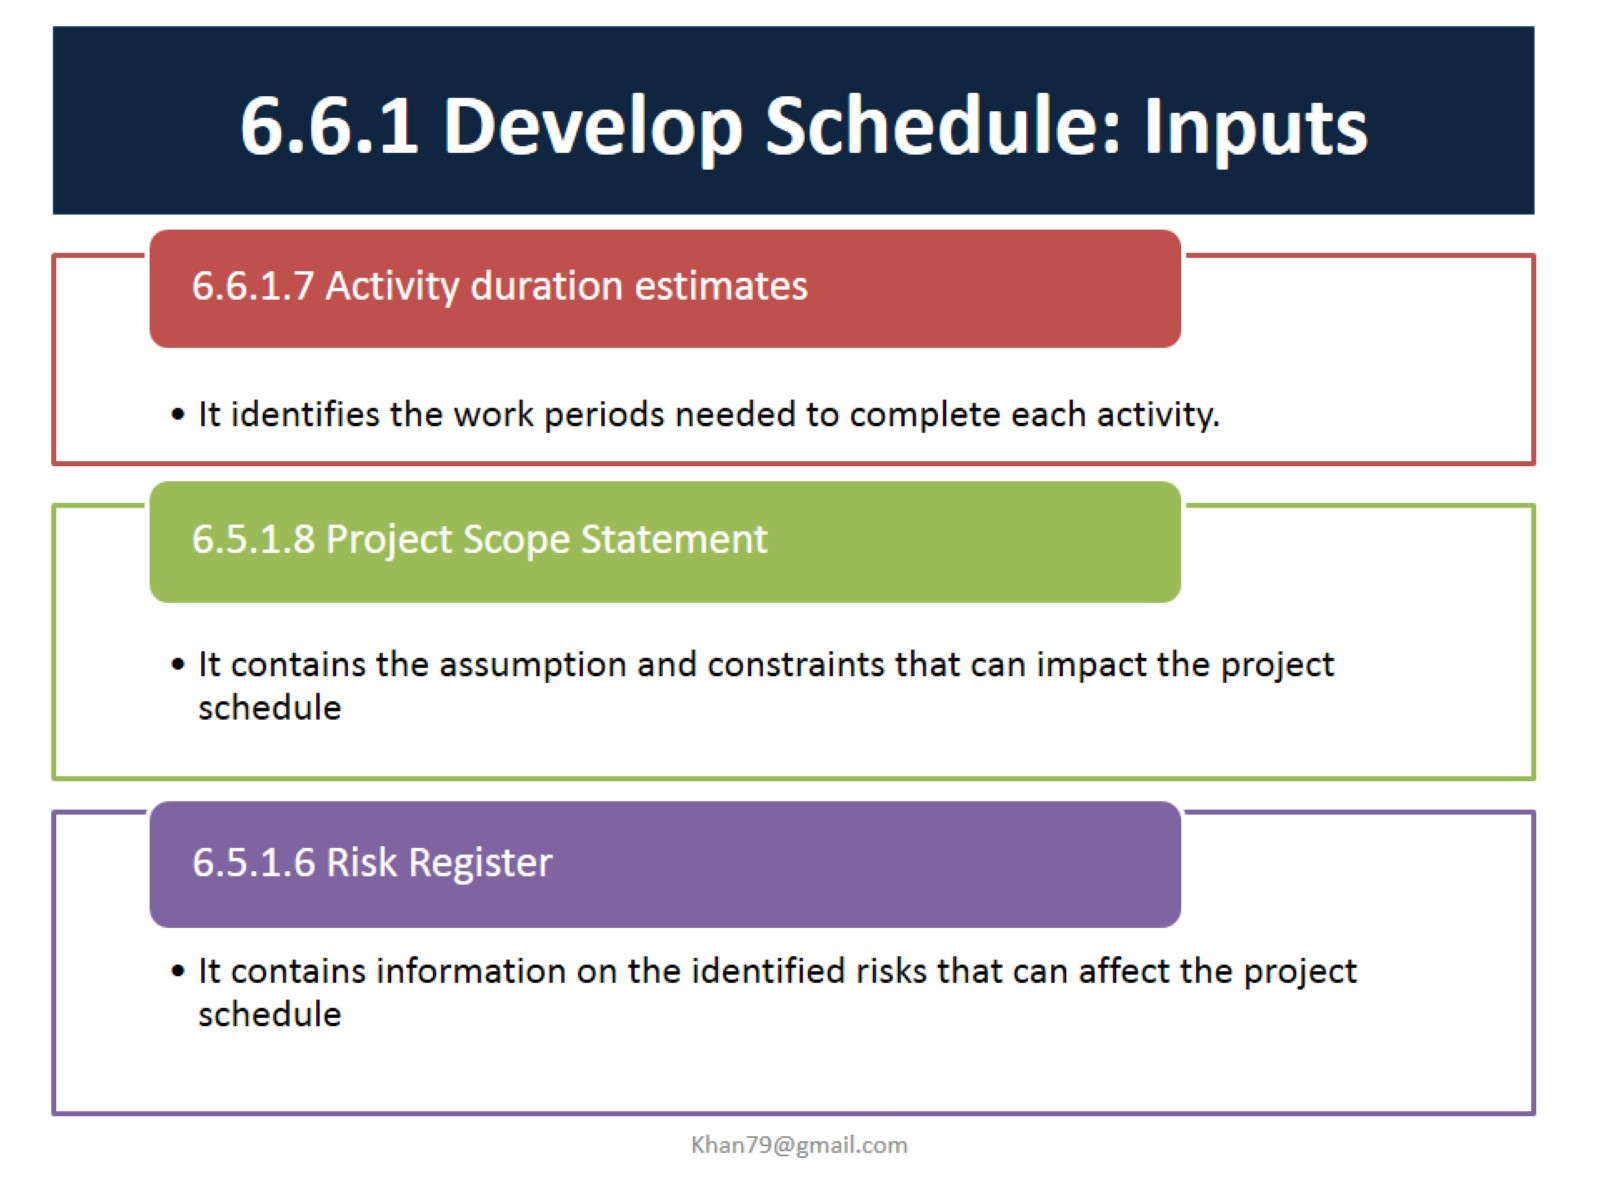 6.6.1 Develop Schedule: Inputs
6.6.1.7 Activity duration estimates
• It identifies the work periods needed to complete each activity.
6.5.1.8 Project Scope Statement
• It contains the assumption and constraints that can impact the project
schedule
6.5.1.6 Risk Register
• It contains information on the identified risks that can affect the project
schedule
Khan79@gmail.com